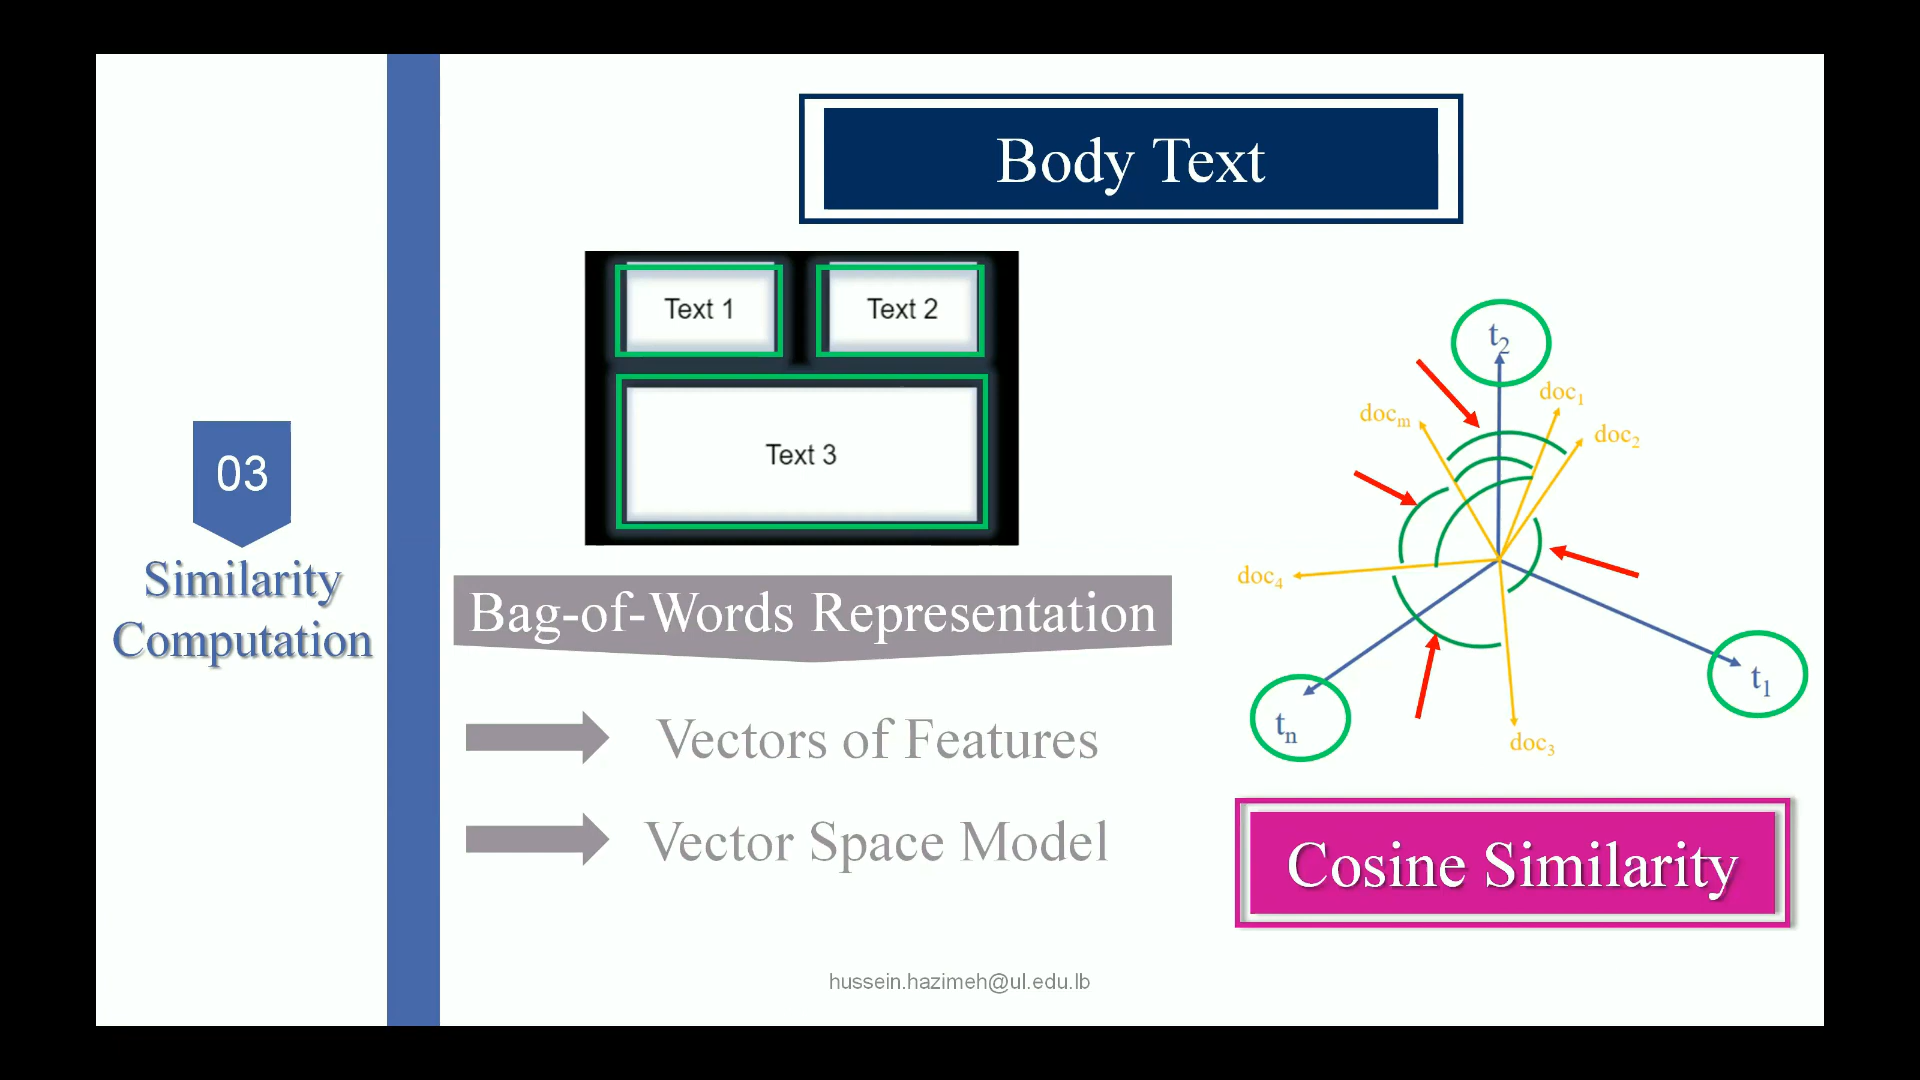 Body Text
Text 1
Text 2
Text 3
03
Similarity
Computation
Bag-of-Words Representation
Vectors of Features
Vector Space Model
t2
doc1
docm
doc2
doc4
t1
tn
doc3
Cosine Similarity
hussein.hazimeh@ul.edu.lb